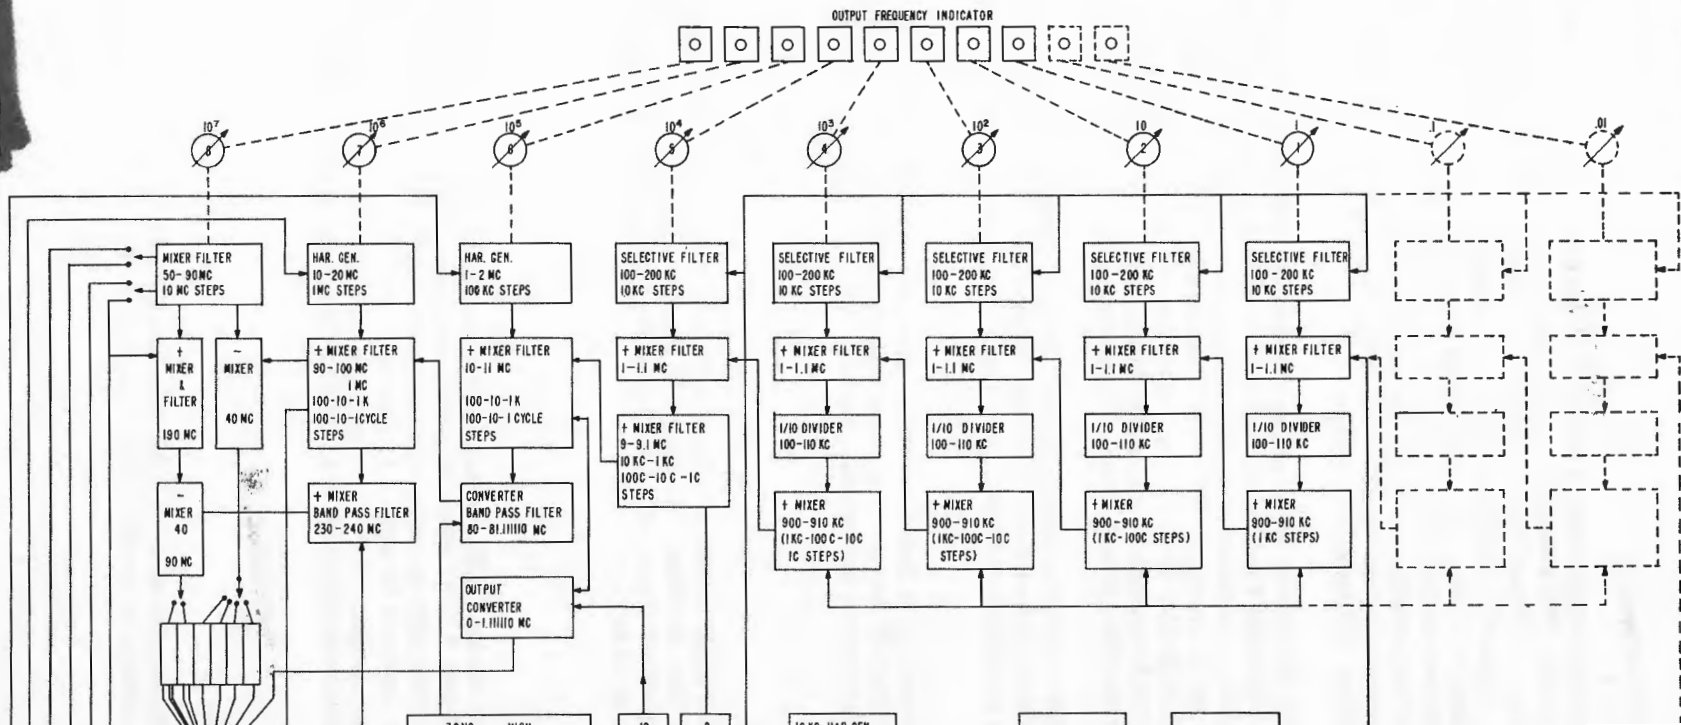 OUTPUT FREQUENCY INDICATOR
10⁷
10⁶
10⁵
10⁴
10³
10²
10
1
.1
.01
8
7
6
5
4
3
2
1
MIXER FILTER
50-90 MC
10 MC STEPS
HAR. GEN.
10-20 MC
1MC STEPS
HAR. GEN.
1-2 MC
100 KC STEPS
SELECTIVE FILTER
100-200 KC
10 KC STEPS
SELECTIVE FILTER
100-200 KC
10 KC STEPS
SELECTIVE FILTER
100-200 KC
10 KC STEPS
SELECTIVE FILTER
100-200 KC
10 KC STEPS
SELECTIVE FILTER
100-200 KC
10 KC STEPS
+
MIXER
&
FILTER
190 MC
-
MIXER
40 MC
+ MIXER FILTER
90-100 MC
1 MC
100-10-1 K
100-10-1 CYCLE
STEPS
+ MIXER FILTER
10-11 MC
100-10-1 K
100-10-1 CYCLE
STEPS
+ MIXER FILTER
1-1.1 MC
+ MIXER FILTER
1-1.1 MC
+ MIXER FILTER
1-1.1 MC
+ MIXER FILTER
1-1.1 MC
+ MIXER FILTER
1-1.1 MC
+ MIXER FILTER
9-9.1 MC
10 KC-1 KC
100C-10 C-1C
STEPS
1/10 DIVIDER
100-110 KC
1/10 DIVIDER
100-110 KC
1/10 DIVIDER
100-110 KC
1/10 DIVIDER
100-110 KC
-
MIXER
40
90 MC
+ MIXER
BAND PASS FILTER
230-240 MC
CONVERTER
BAND PASS FILTER
80-81.11110 MC
+ MIXER
900-910 KC
(1KC-100C-10C
1C STEPS)
+ MIXER
900-910 KC
(1KC-100C-10C
STEPS)
+ MIXER
900-910 KC
(1 KC-100C STEPS)
+ MIXER
900-910 KC
(1 KC STEPS)
OUTPUT
CONVERTER
0-1.11110 MC